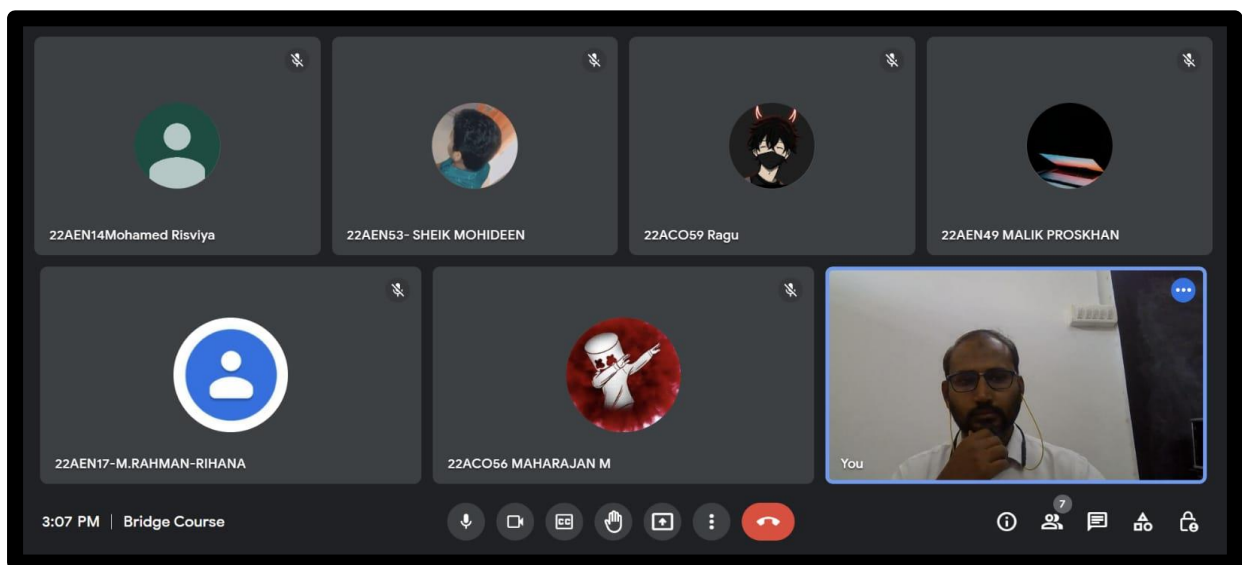 22AEN14Mohamed Risviya
22AEN53- SHEIK MOHIDEEN
22ACO59 Ragu
22AEN49 MALIK PROSKHAN
22AEN17-M.RAHMAN-RIHANA
22ACO56 MAHARAJAN M
You
3:07 PM | Bridge Course
CC
7